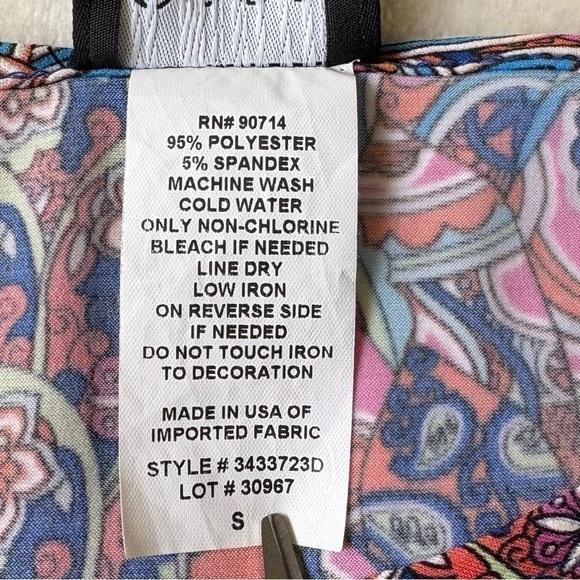 RN# 90714
95% POLYESTER
5% SPANDEX
MACHINE WASH
COLD WATER
ONLY NON-CHLORINE
BLEACH IF NEEDED
LINE DRY
LOW IRON
ON REVERSE SIDE
IF NEEDED
DO NOT TOUCH IRON
TO DECORATION
MADE IN USA OF
IMPORTED FABRIC
STYLE # 3433723D
LOT # 30967
S